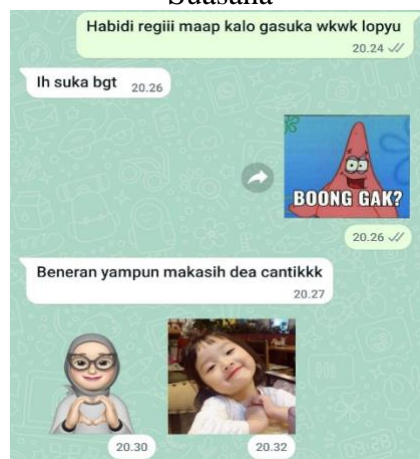 Suasana
Habidi regiii maap kalo gasuka wkwk lopyu
20.24
Ih suka bgt 20.26
BOONG GAK?
20.26
Beneran yampun makasih dea cantikkk
20.27
20.30 20.32